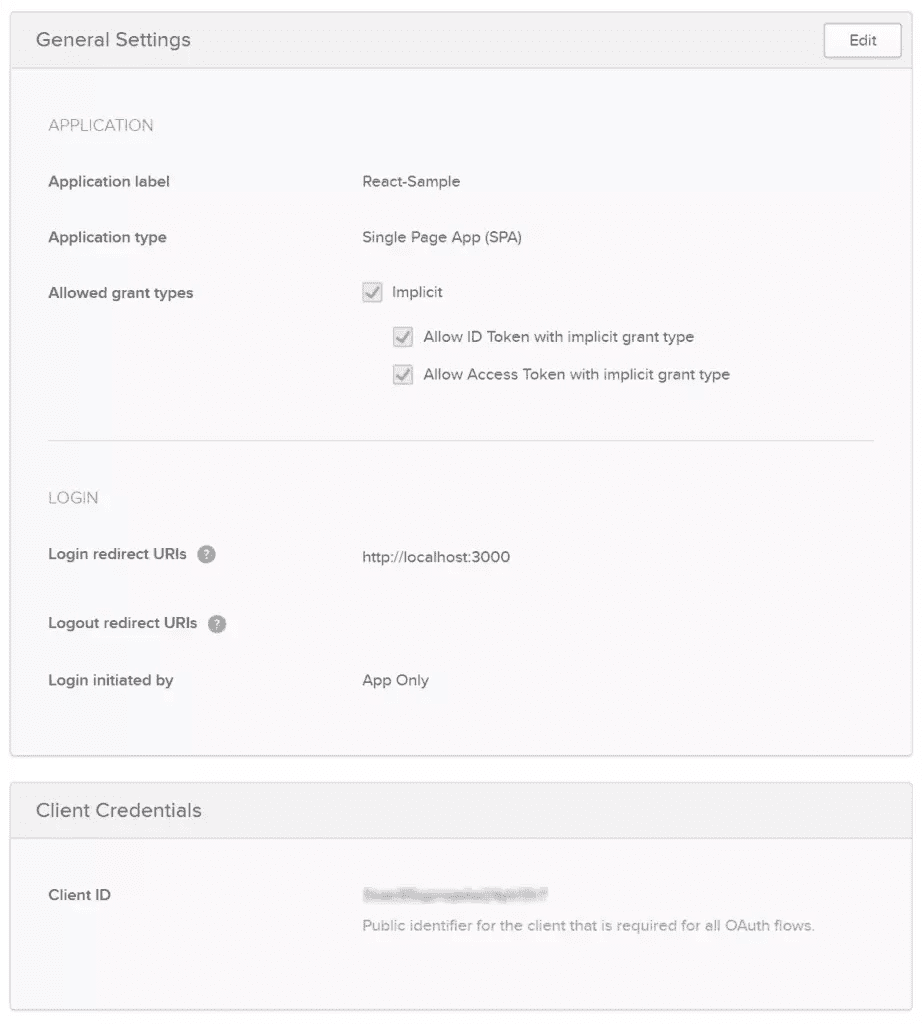 General Settings
Edit
APPLICATION
Application label
React-Sample
Application type
Single Page App (SPA)
Allowed grant types
Implicit
Allow ID Token with implicit grant type
Allow Access Token with implicit grant type
LOGIN
Login redirect URIs ?
http://localhost:3000
Logout redirect URIs ?
Login initiated by
App Only
Client Credentials
Client ID
Public identifier for the client that is required for all OAuth flows.